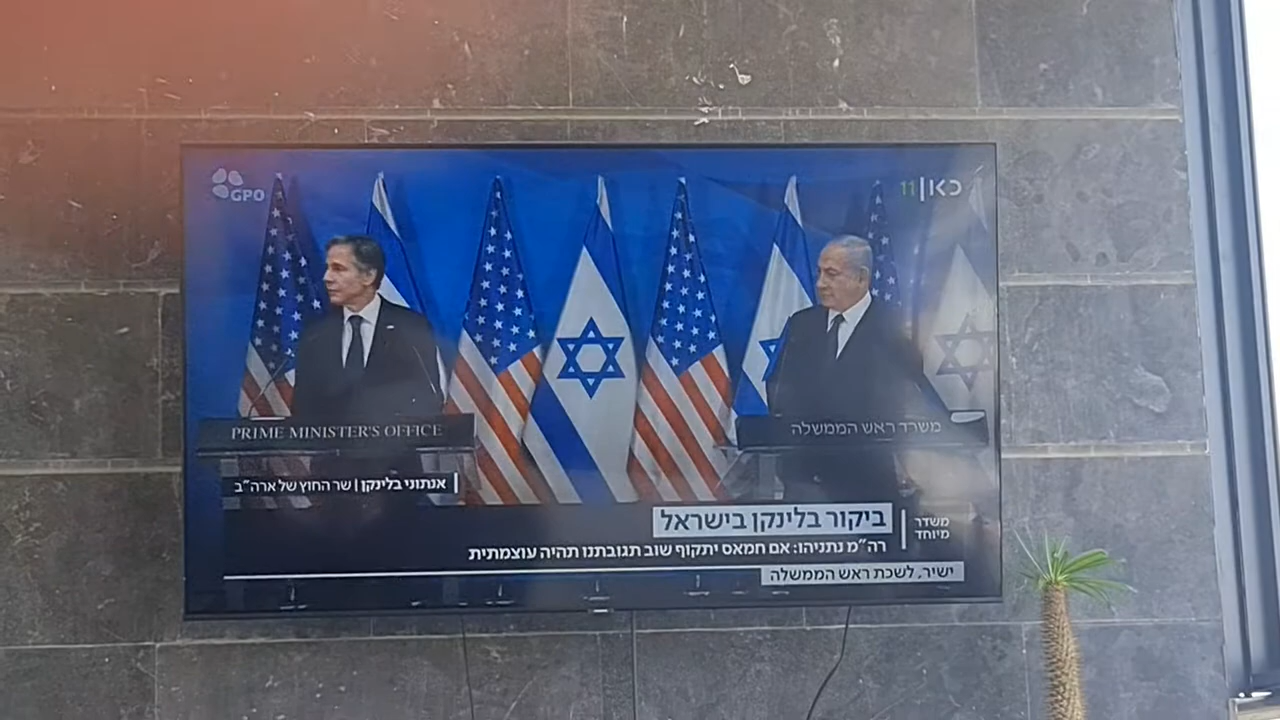 GPO
כאן 11
PRIME MINISTER'S OFFICE
משרד ראש הממשלה
אנתוני בלינקן | שר החוץ של ארה"ב
משדר מיוחד
ביקור בלינקן בישראל
רה"מ נתניהו: אם חמאס יתקוף שוב תגובתנו תהיה עוצמתית
ישיר, לשכת ראש הממשלה